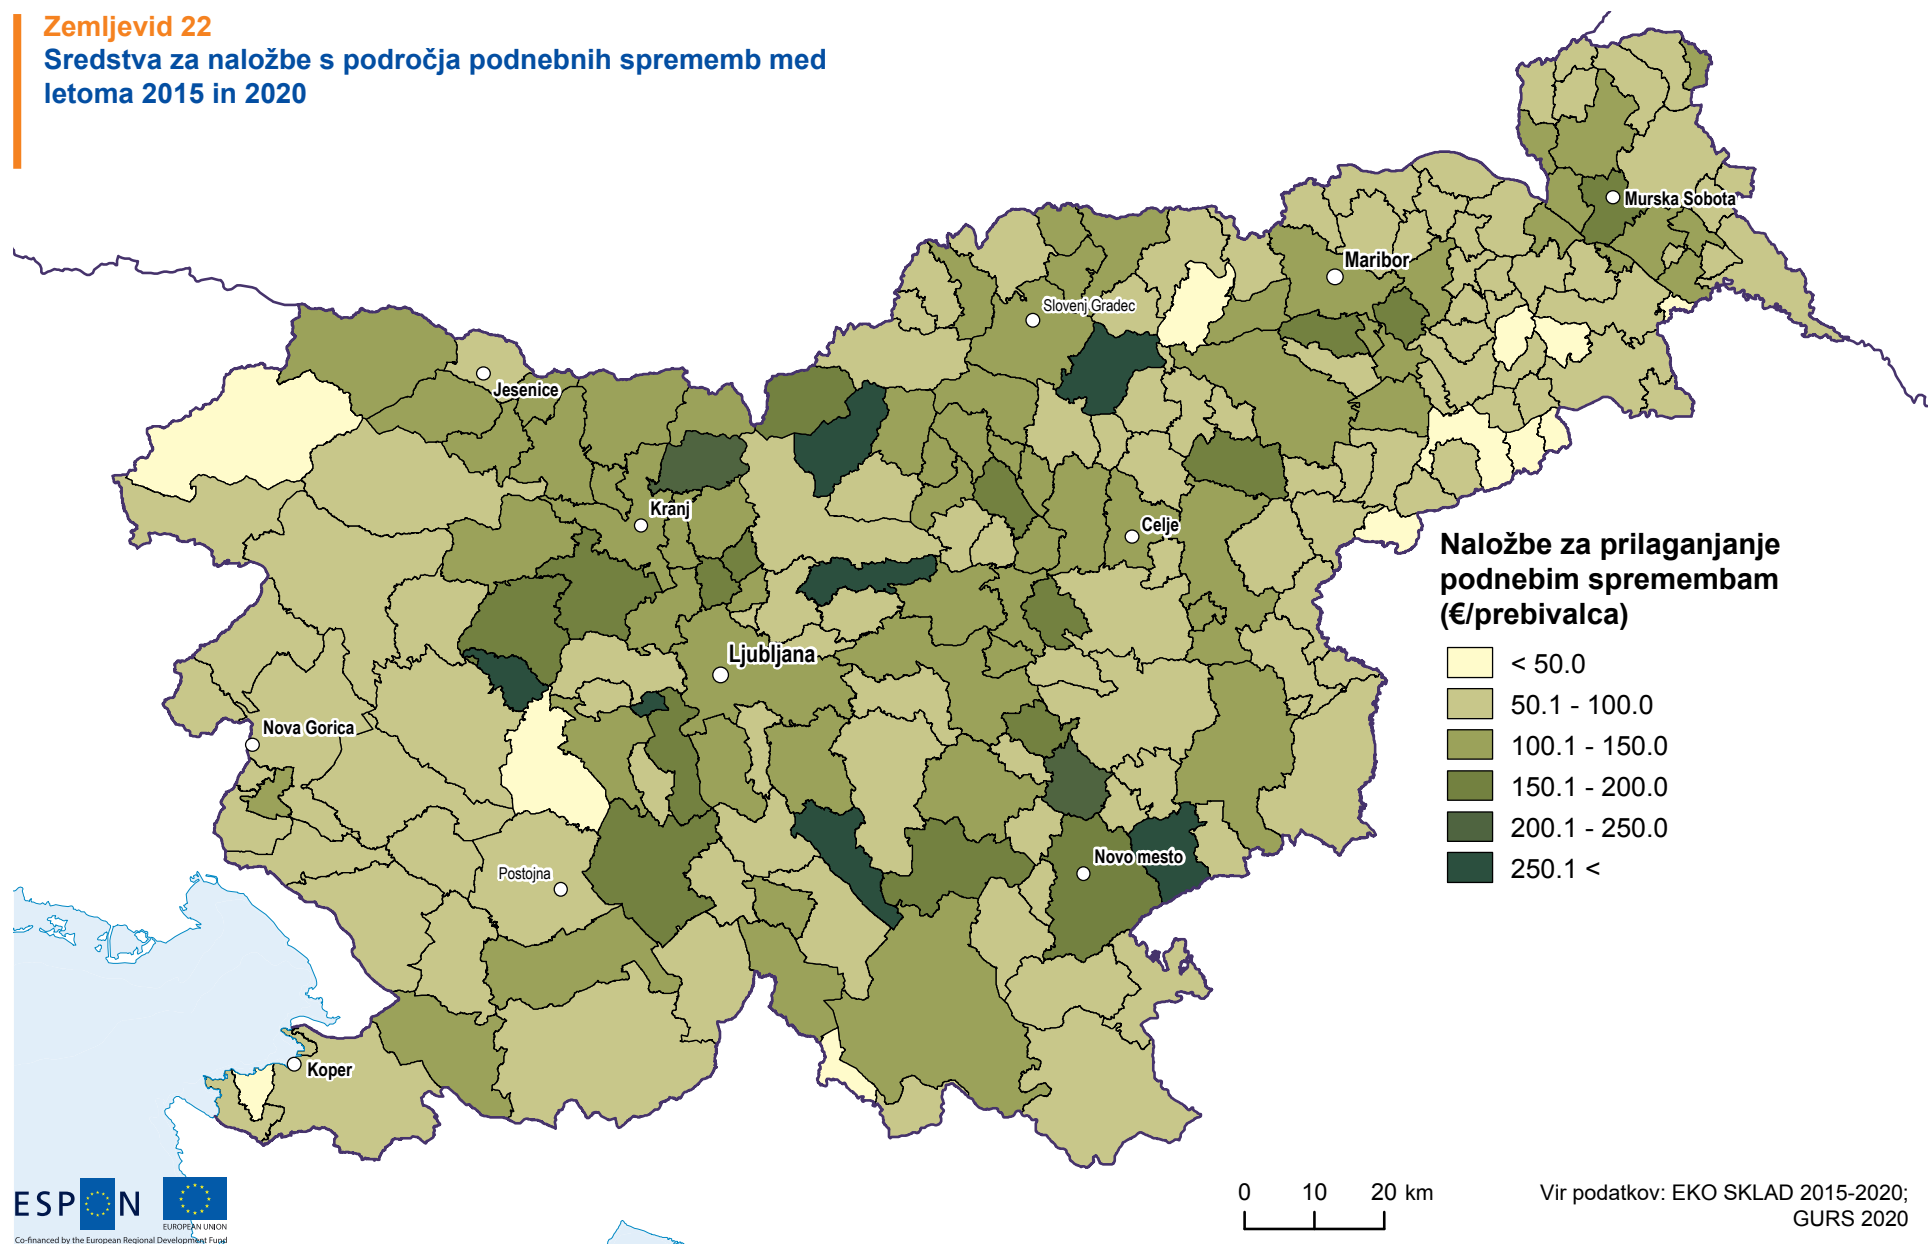 Zemljevid 22
Sredstva za naložbe s področja podnebnih sprememb med
letoma 2015 in 2020
Murska Sobota
Maribor
Slovenj Gradec
Jesenice
Kranj
Celje
Ljubljana
Nova Gorica
Novo mesto
Postojna
Koper
Naložbe za prilaganjanje
podnebim spremembam
(€/prebivalca)
< 50.0
50.1 - 100.0
100.1 - 150.0
150.1 - 200.0
200.1 - 250.0
250.1 <
0 10 20 km
Vir podatkov: EKO SKLAD 2015-2020;
GURS 2020
ESPON
EUROPEAN UNION
Co-financed by the European Regional Development Fund